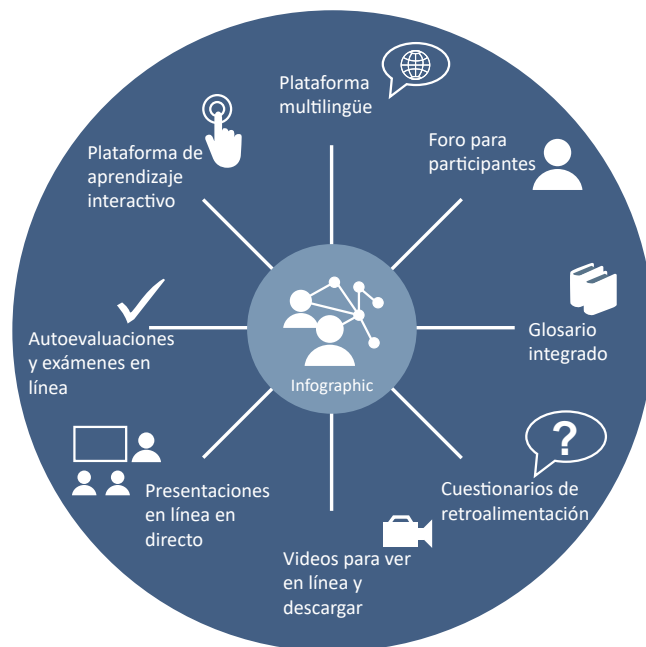 Plataforma
multilingüe
Foro para
participantes
Glosario
integrado
Cuestionarios de
retroalimentación
Videos para ver
en línea y
descargar
Presentaciones
en línea en
directo
Autoevaluaciones
y exámenes en
línea
Plataforma de
aprendizaje
interactivo
Infographic
?